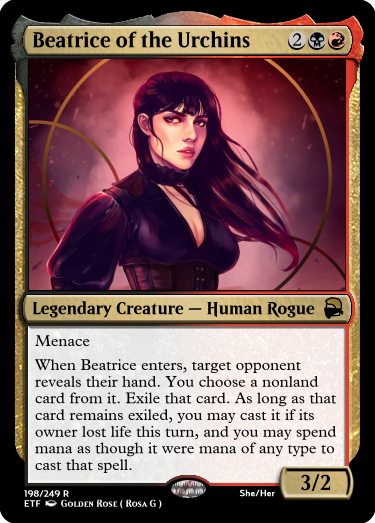 Beatrice of the Urchins 2
Legendary Creature — Human Rogue
Menace
When Beatrice enters, target opponent
reveals their hand. You choose a nonland
card from it. Exile that card. As long as that
card remains exiled, you may cast it if its
owner lost life this turn, and you may spend
mana as though it were mana of any type to
cast that spell.
3/2
198/249 R She/Her
ETF Golden Rose ( Rosa G )